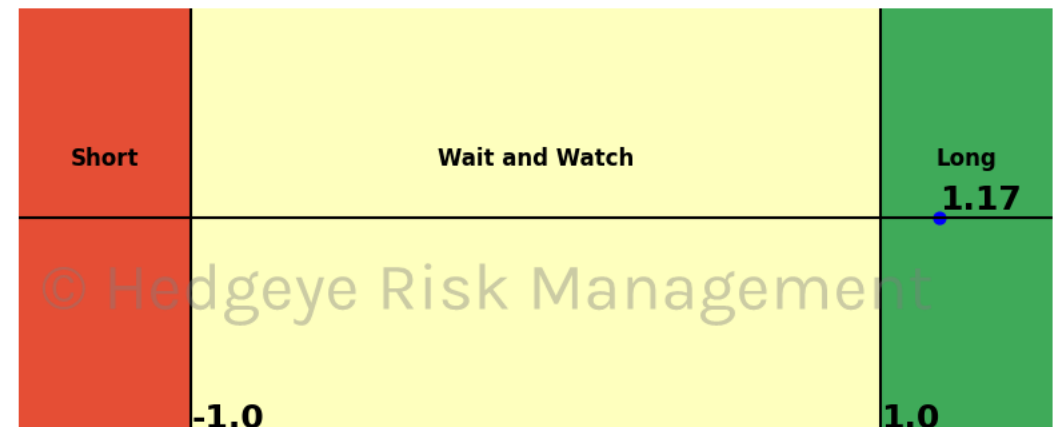 Short
Wait and Watch
Long
1.17
© Hedgeye Risk Management
-1.0
1.0